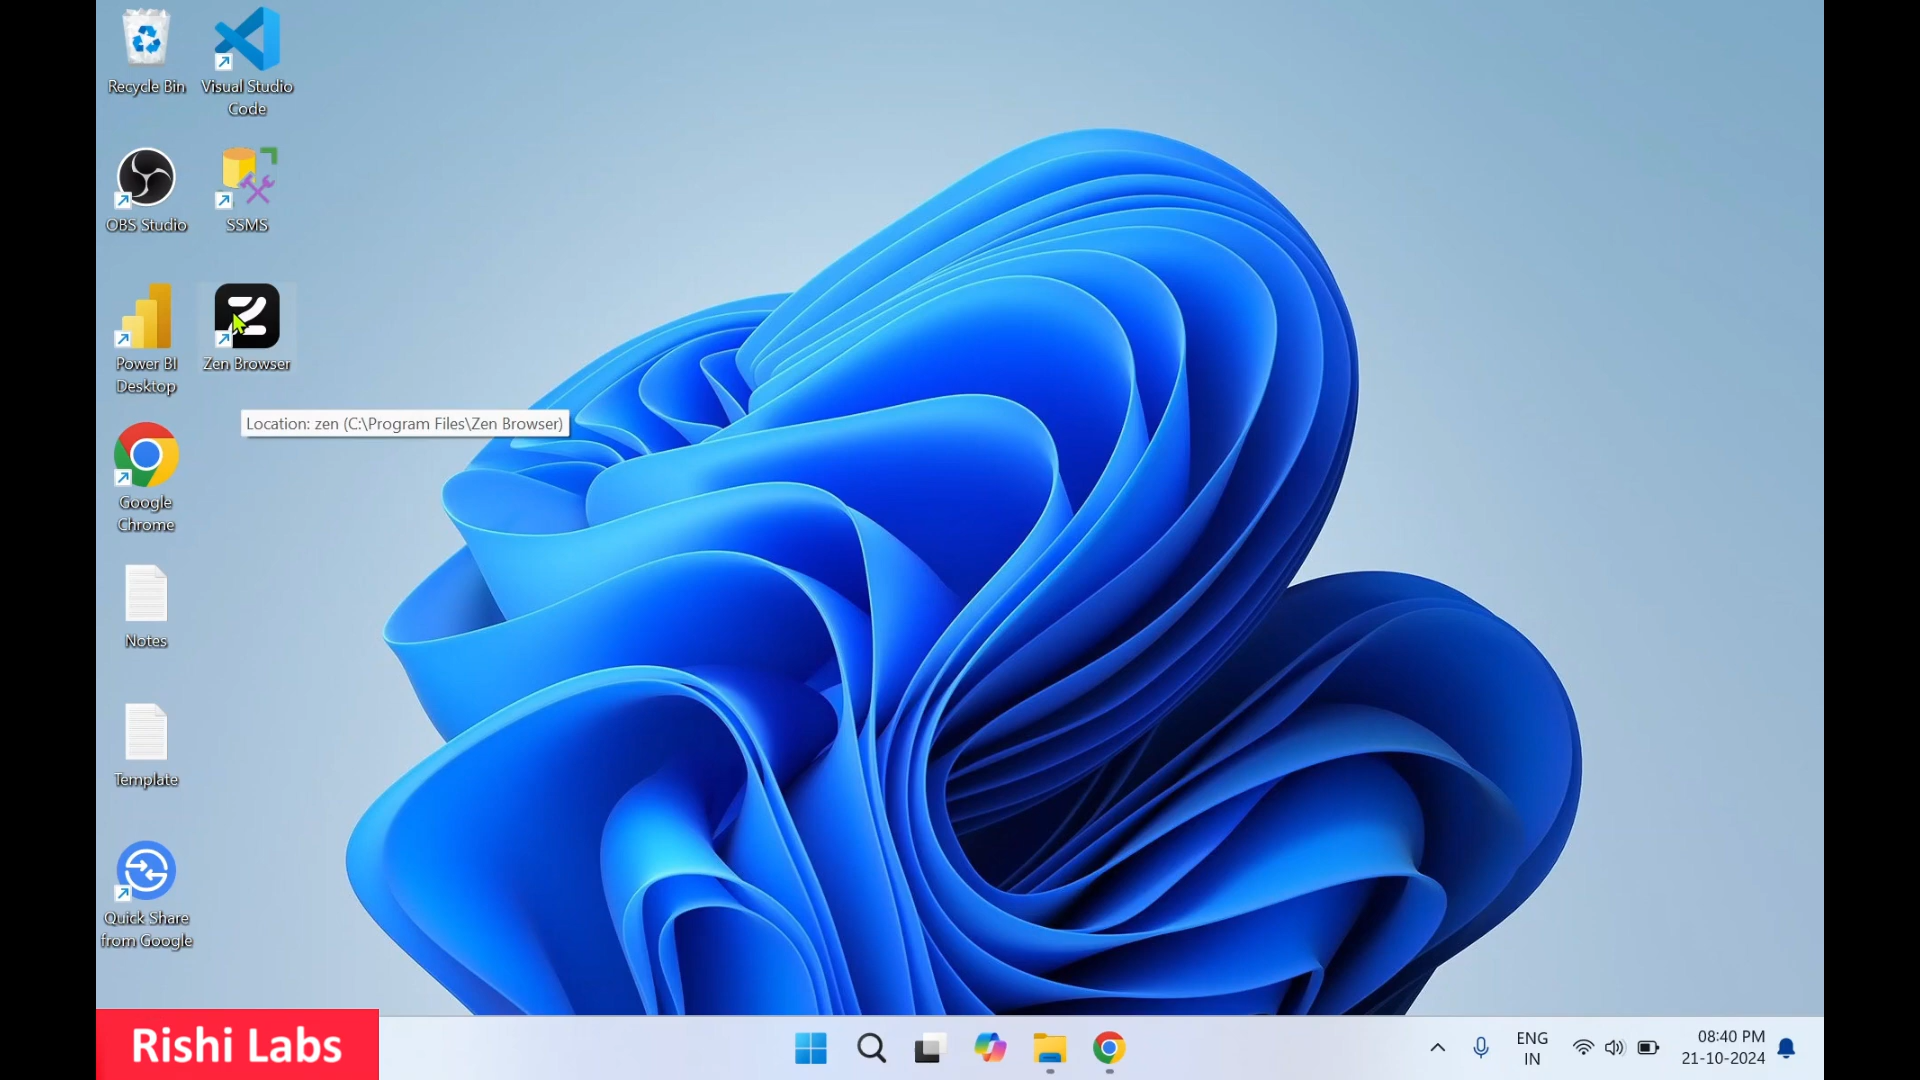 Recycle Bin
Visual Studio
Code
OBS Studio
SSMS
Power BI
Desktop
Zen Browser
Location: zen (C:\Program Files\Zen Browser)
Google
Chrome
Notes
Template
Quick Share
from Google
Rishi Labs
ENG
IN
08:40 PM
21-10-2024